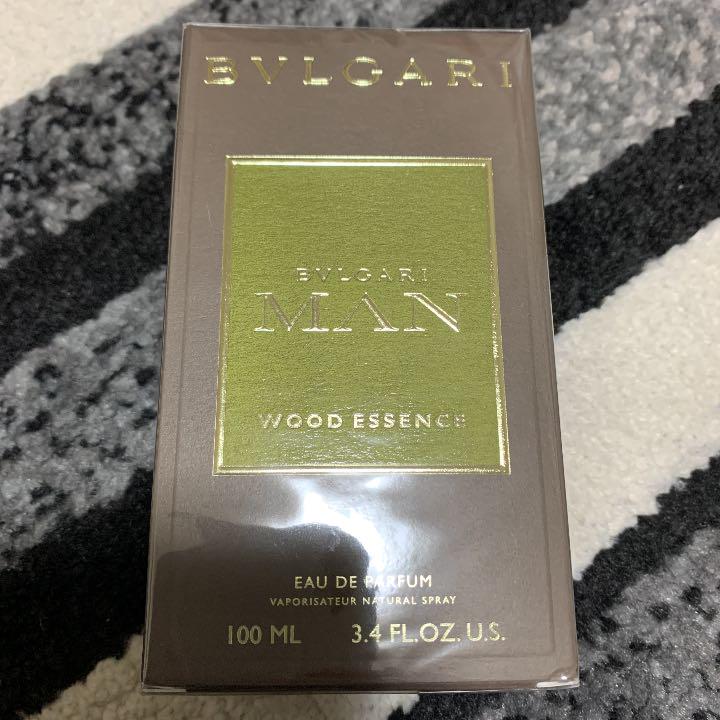 BVLGARI
BVLGARI
MAN
WOOD ESSENCE
EAU DE PARFUM
VAPORISATEUR NATURAL SPRAY
100 ML 3.4 FL.OZ. U.S.